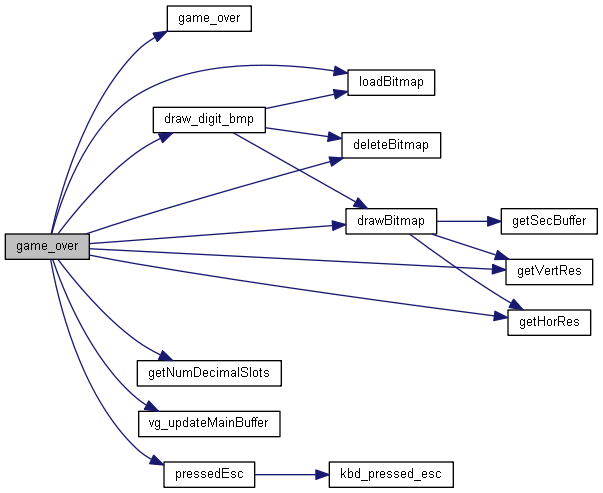 game_over
loadBitmap
draw_digit_bmp
deleteBitmap
drawBitmap
getSecBuffer
game_over
getVertRes
getHorRes
getNumDecimalSlots
vg_updateMainBuffer
pressedEsc
kbd_pressed_esc